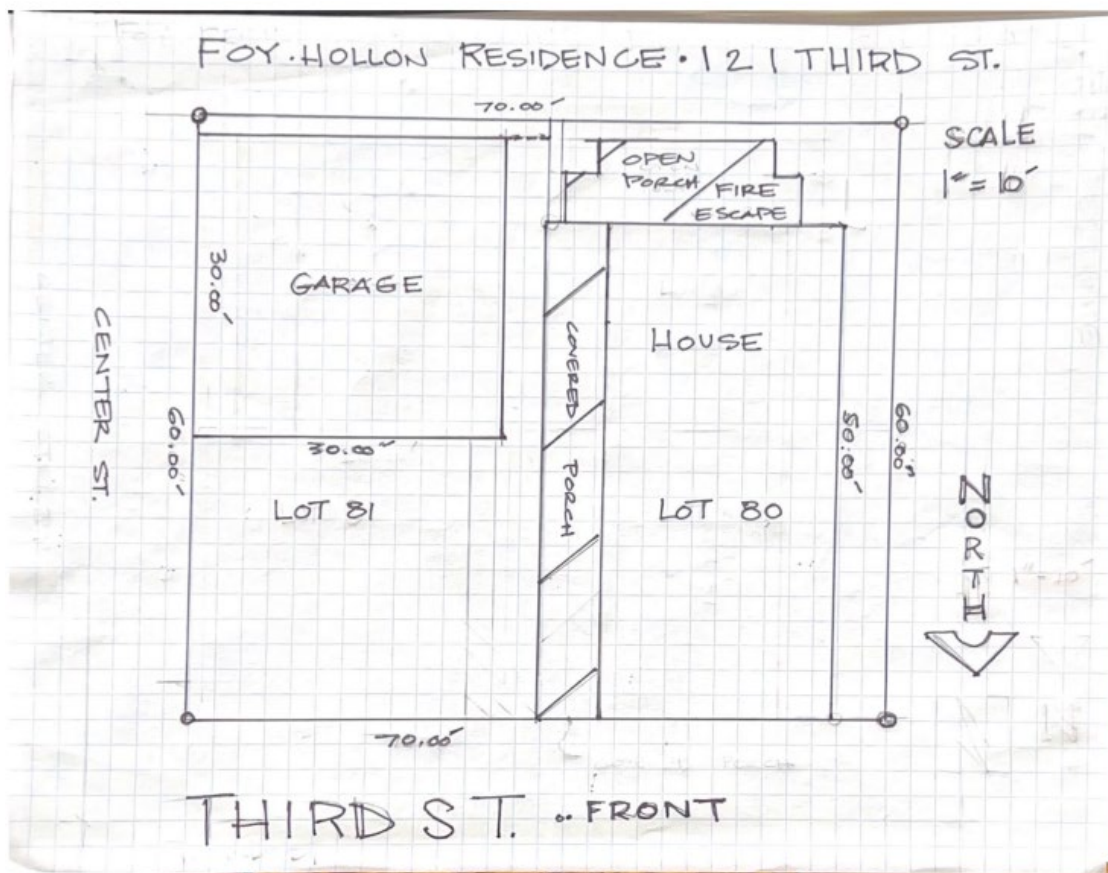 FOY.HOLLON RESIDENCE • 121 THIRD ST.
70.00'
SCALE
1" = 10'
OPEN
PORCH
FIRE
ESCAPE
30.00'
GARAGE
CENTER ST.
COVERED PORCH
HOUSE
60.00'
30.00'
50.00'
60.00'
LOT 81
LOT 80
NORTH
70.00'
THIRD ST. .. FRONT